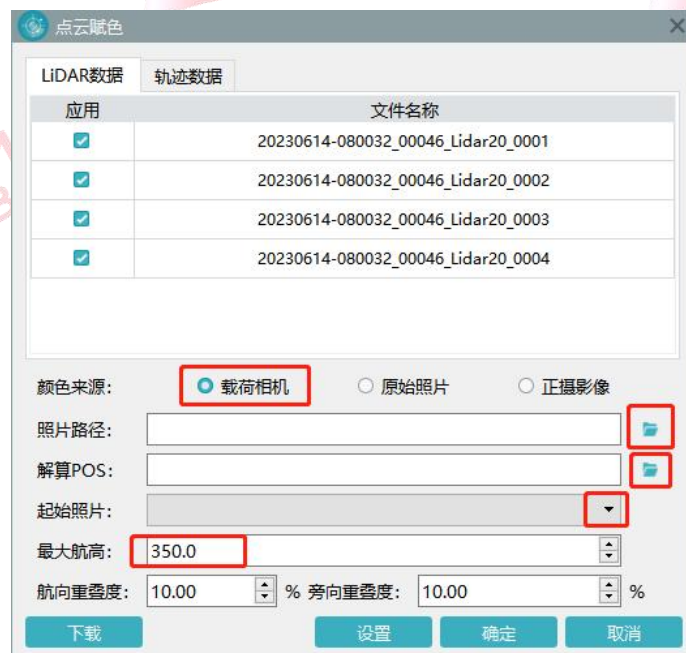 点云赋色
LiDAR数据 轨迹数据
应用 文件名称
20230614-080032_00046_Lidar20_0001
20230614-080032_00046_Lidar20_0002
20230614-080032_00046_Lidar20_0003
20230614-080032_00046_Lidar20_0004
颜色来源: 载荷相机 原始照片 正摄影像
照片路径:
解算POS:
起始照片:
最大航高: 350.0
航向重叠度: 10.00 % 旁向重叠度: 10.00 %
下载 设置 确定 取消